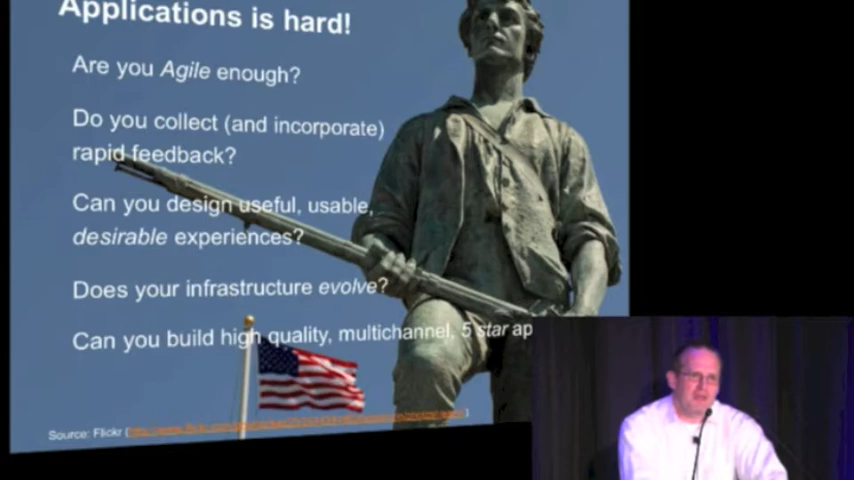 Applications is hard!
Are you Agile enough?
Do you collect (and incorporate)
rapid feedback?
Can you design useful, usable,
desirable experiences?
Does your infrastructure evolve?
Can you build high quality, multichannel, 5 star ap
Source: Flickr (